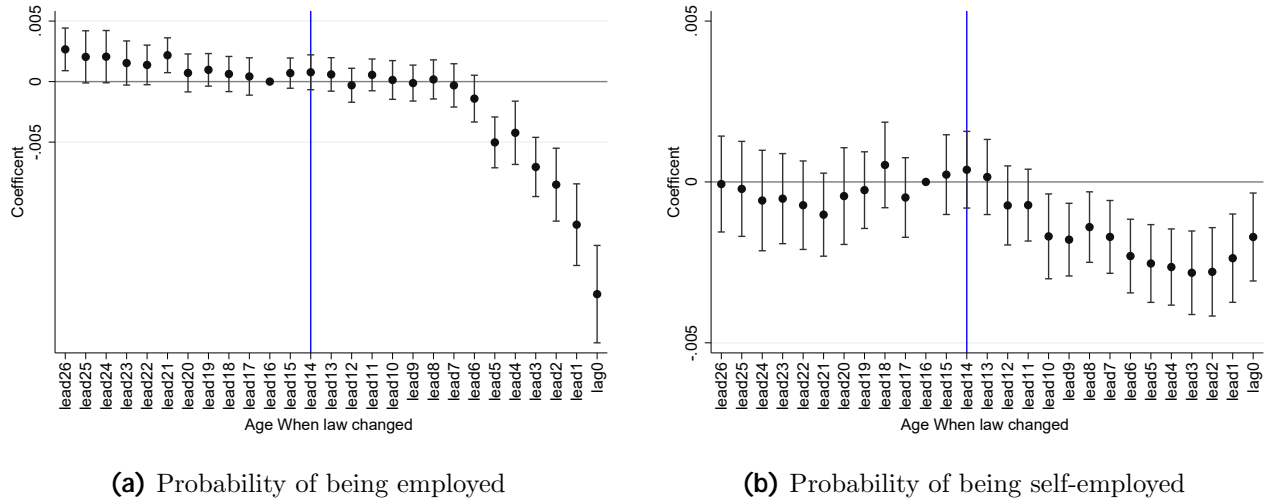 .005
0
-.005
Coefficent
lead26
lead25
lead24
lead23
lead22
lead21
lead20
lead19
lead18
lead17
lead16
lead15
lead14
lead13
lead12
lead11
lead10
lead9
lead8
lead7
lead6
lead5
lead4
lead3
lead2
lead1
lag0
Age When law changed
(a) Probability of being employed
.005
0
-.005
Coefficent
lead26
lead25
lead24
lead23
lead22
lead21
lead20
lead19
lead18
lead17
lead16
lead15
lead14
lead13
lead12
lead11
lead10
lead9
lead8
lead7
lead6
lead5
lead4
lead3
lead2
lead1
lag0
Age When law changed
(b) Probability of being self-employed